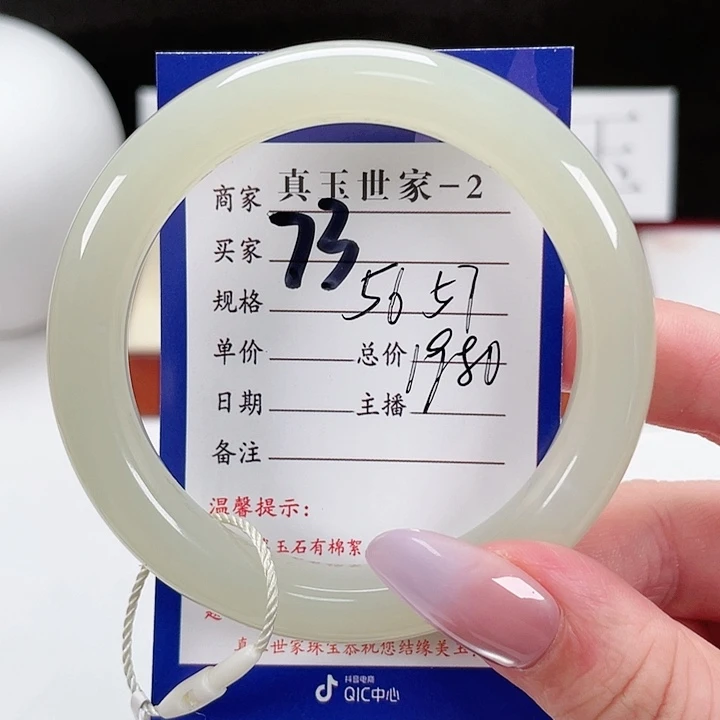 玉
商家 真玉世家-2
买家 73
规格 56 57
单价 总价 1980
日期 主播
备注
温馨提示：
玉石有棉絮
起
真 世家珠宝恭祝您结缘美玉
抖音电商
QIC中心